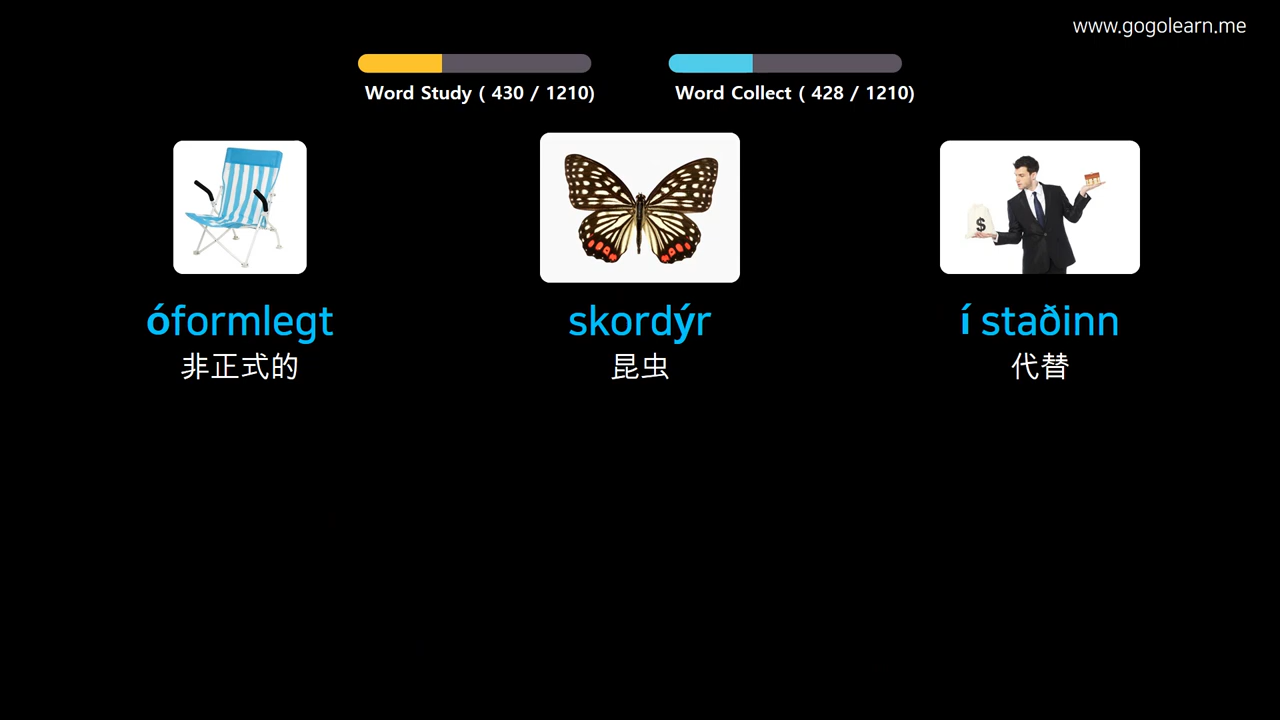 www.gogolearn.me
Word Study ( 430 / 1210)
Word Collect ( 428 / 1210)
$
óformlegt
skordýr
í staðinn
非正式的
昆虫
代替